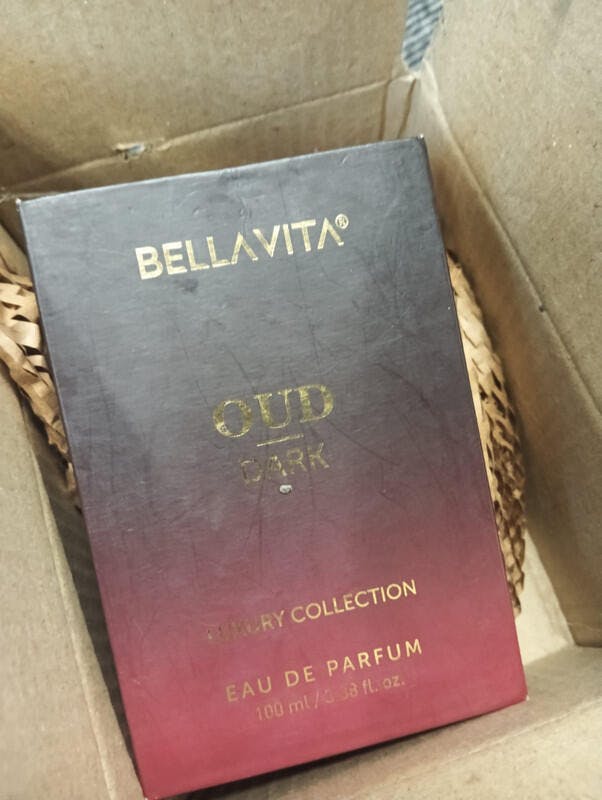 BELLAVITA®
OUD
DARK
LUXURY COLLECTION
EAU DE PARFUM
100 ml / 3.38 fl. oz.